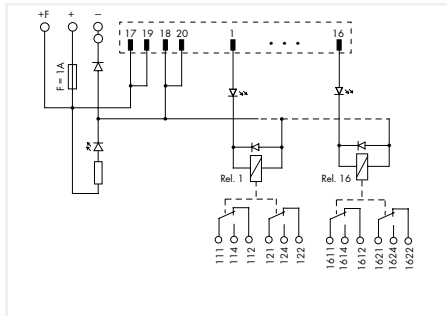 +F + −
17 19 18 20 1 • • • 16
F = 1A
Rel. 1 Rel. 16
111 114 112 121 124 122 1611 1614 1612 1621 1624 1622